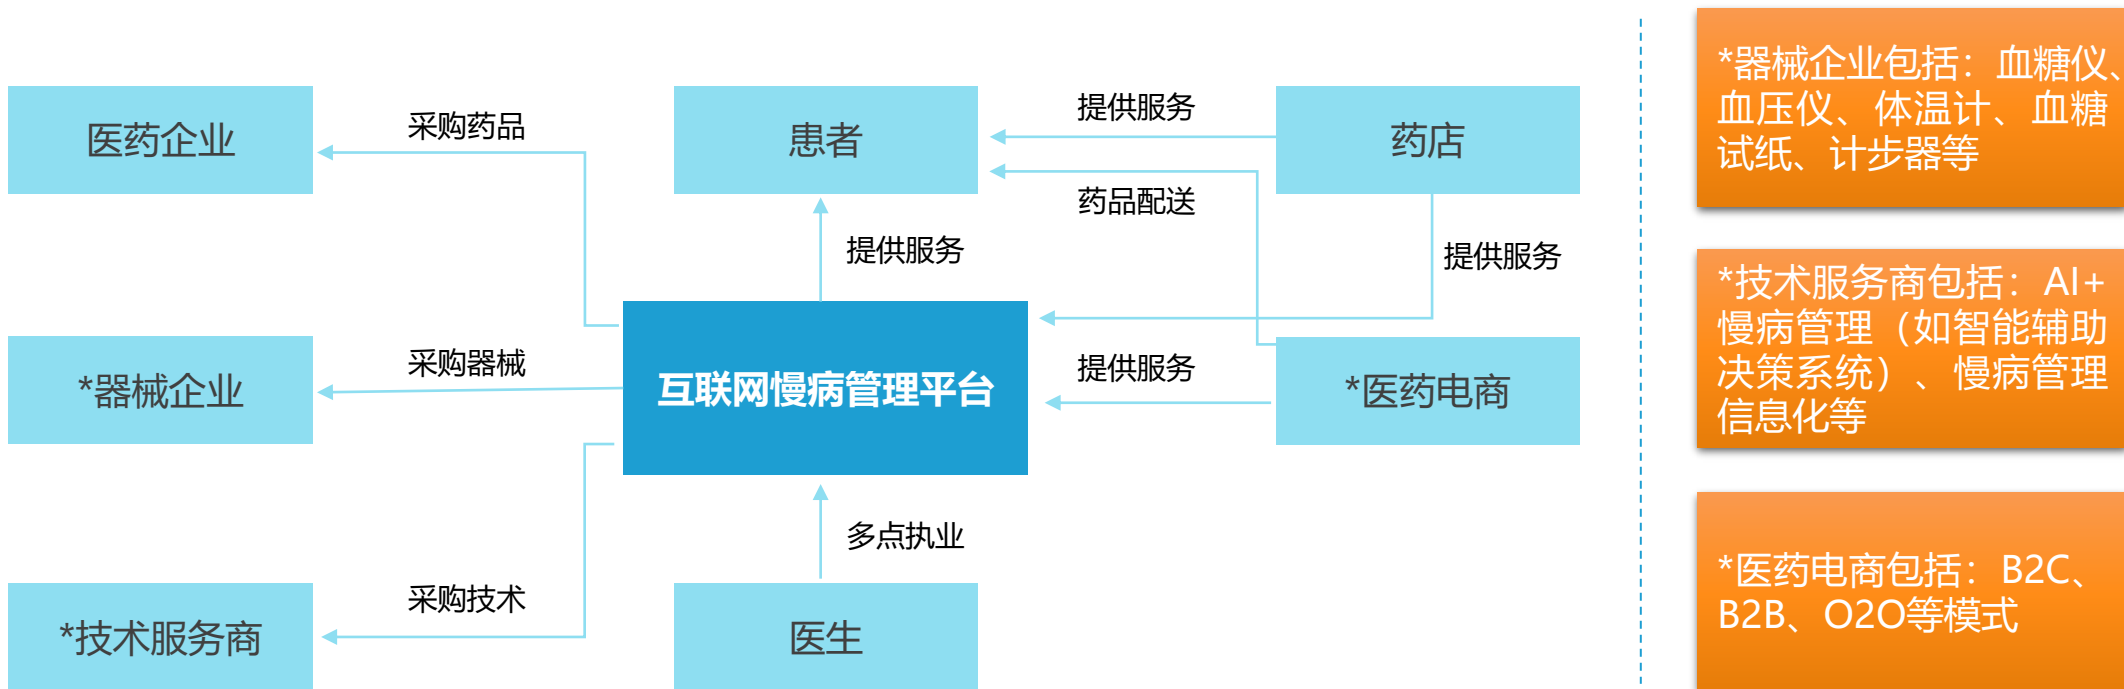 医药企业
采购药品
患者
提供服务
药店
药品配送
提供服务
提供服务
*器械企业
采购器械
互联网慢病管理平台
提供服务
*医药电商
多点执业
*技术服务商
采购技术
医生
*器械企业包括：血糖仪、
血压仪、体温计、血糖
试纸、计步器等
*技术服务商包括：AI+
慢病管理（如智能辅助
决策系统）、慢病管理
信息化等
*医药电商包括：B2C、
B2B、O2O等模式